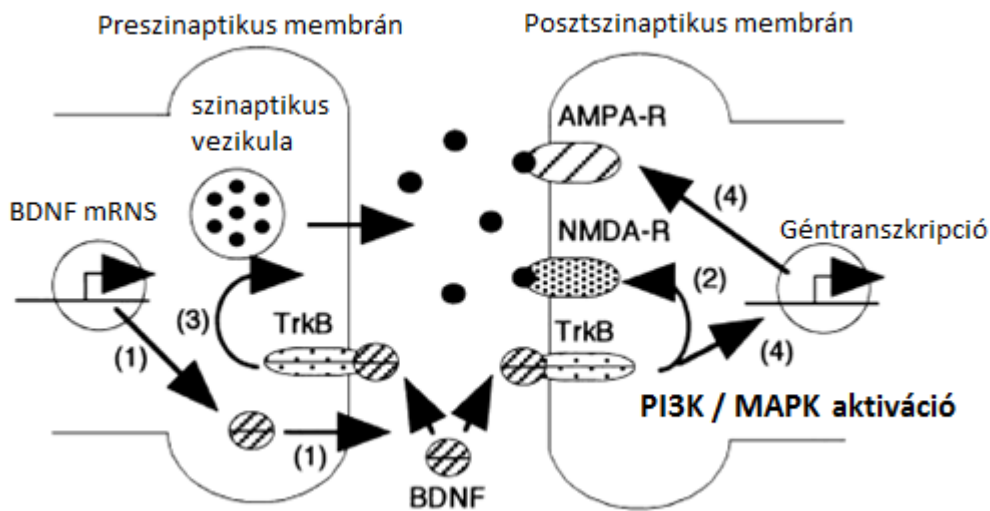 Preszinaptikus membrán
Posztszinaptikus membrán
szinaptikus
vezikula
AMPA-R
BDNF mRNS
(4)
NMDA-R
Géntranszkripció
(2)
(3)
TrkB
TrkB
(1)
(4)
PI3K / MAPK aktiváció
(1)
BDNF